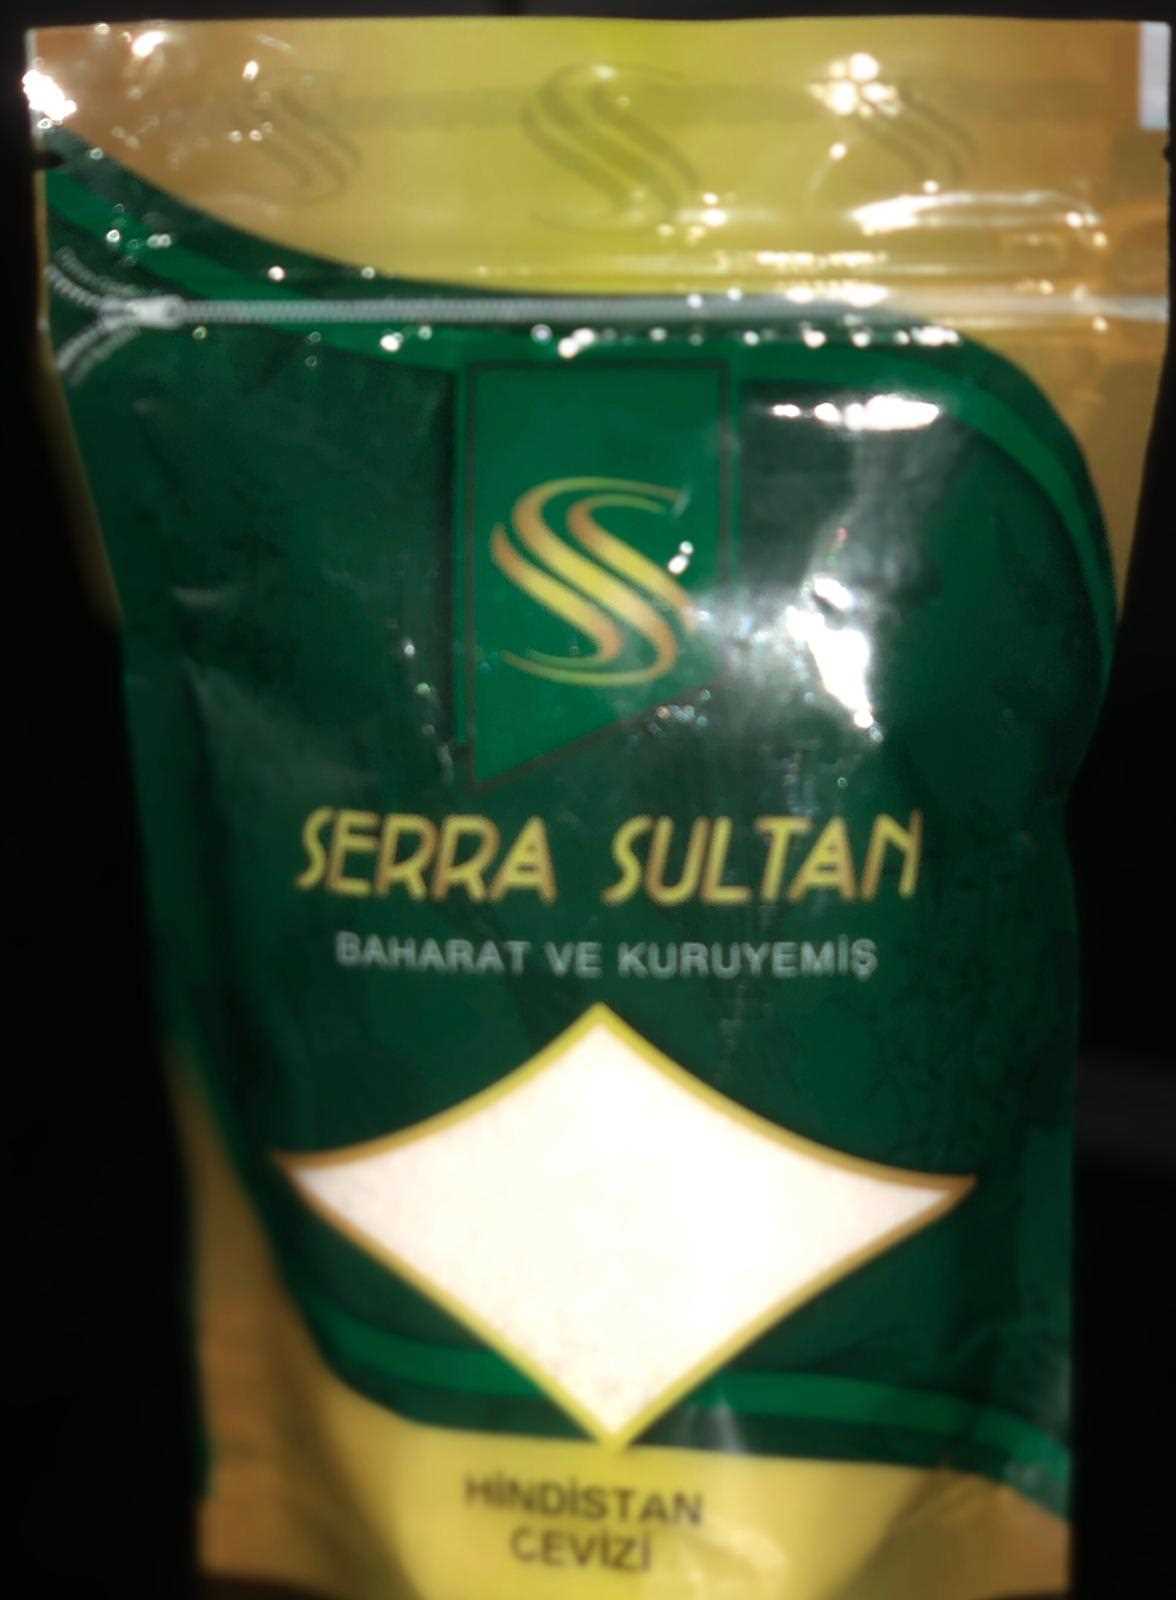 SERRA SULTAN
BAHARAT VE KURUYEMİŞ
HİNDİSTAN
CEVİZİ